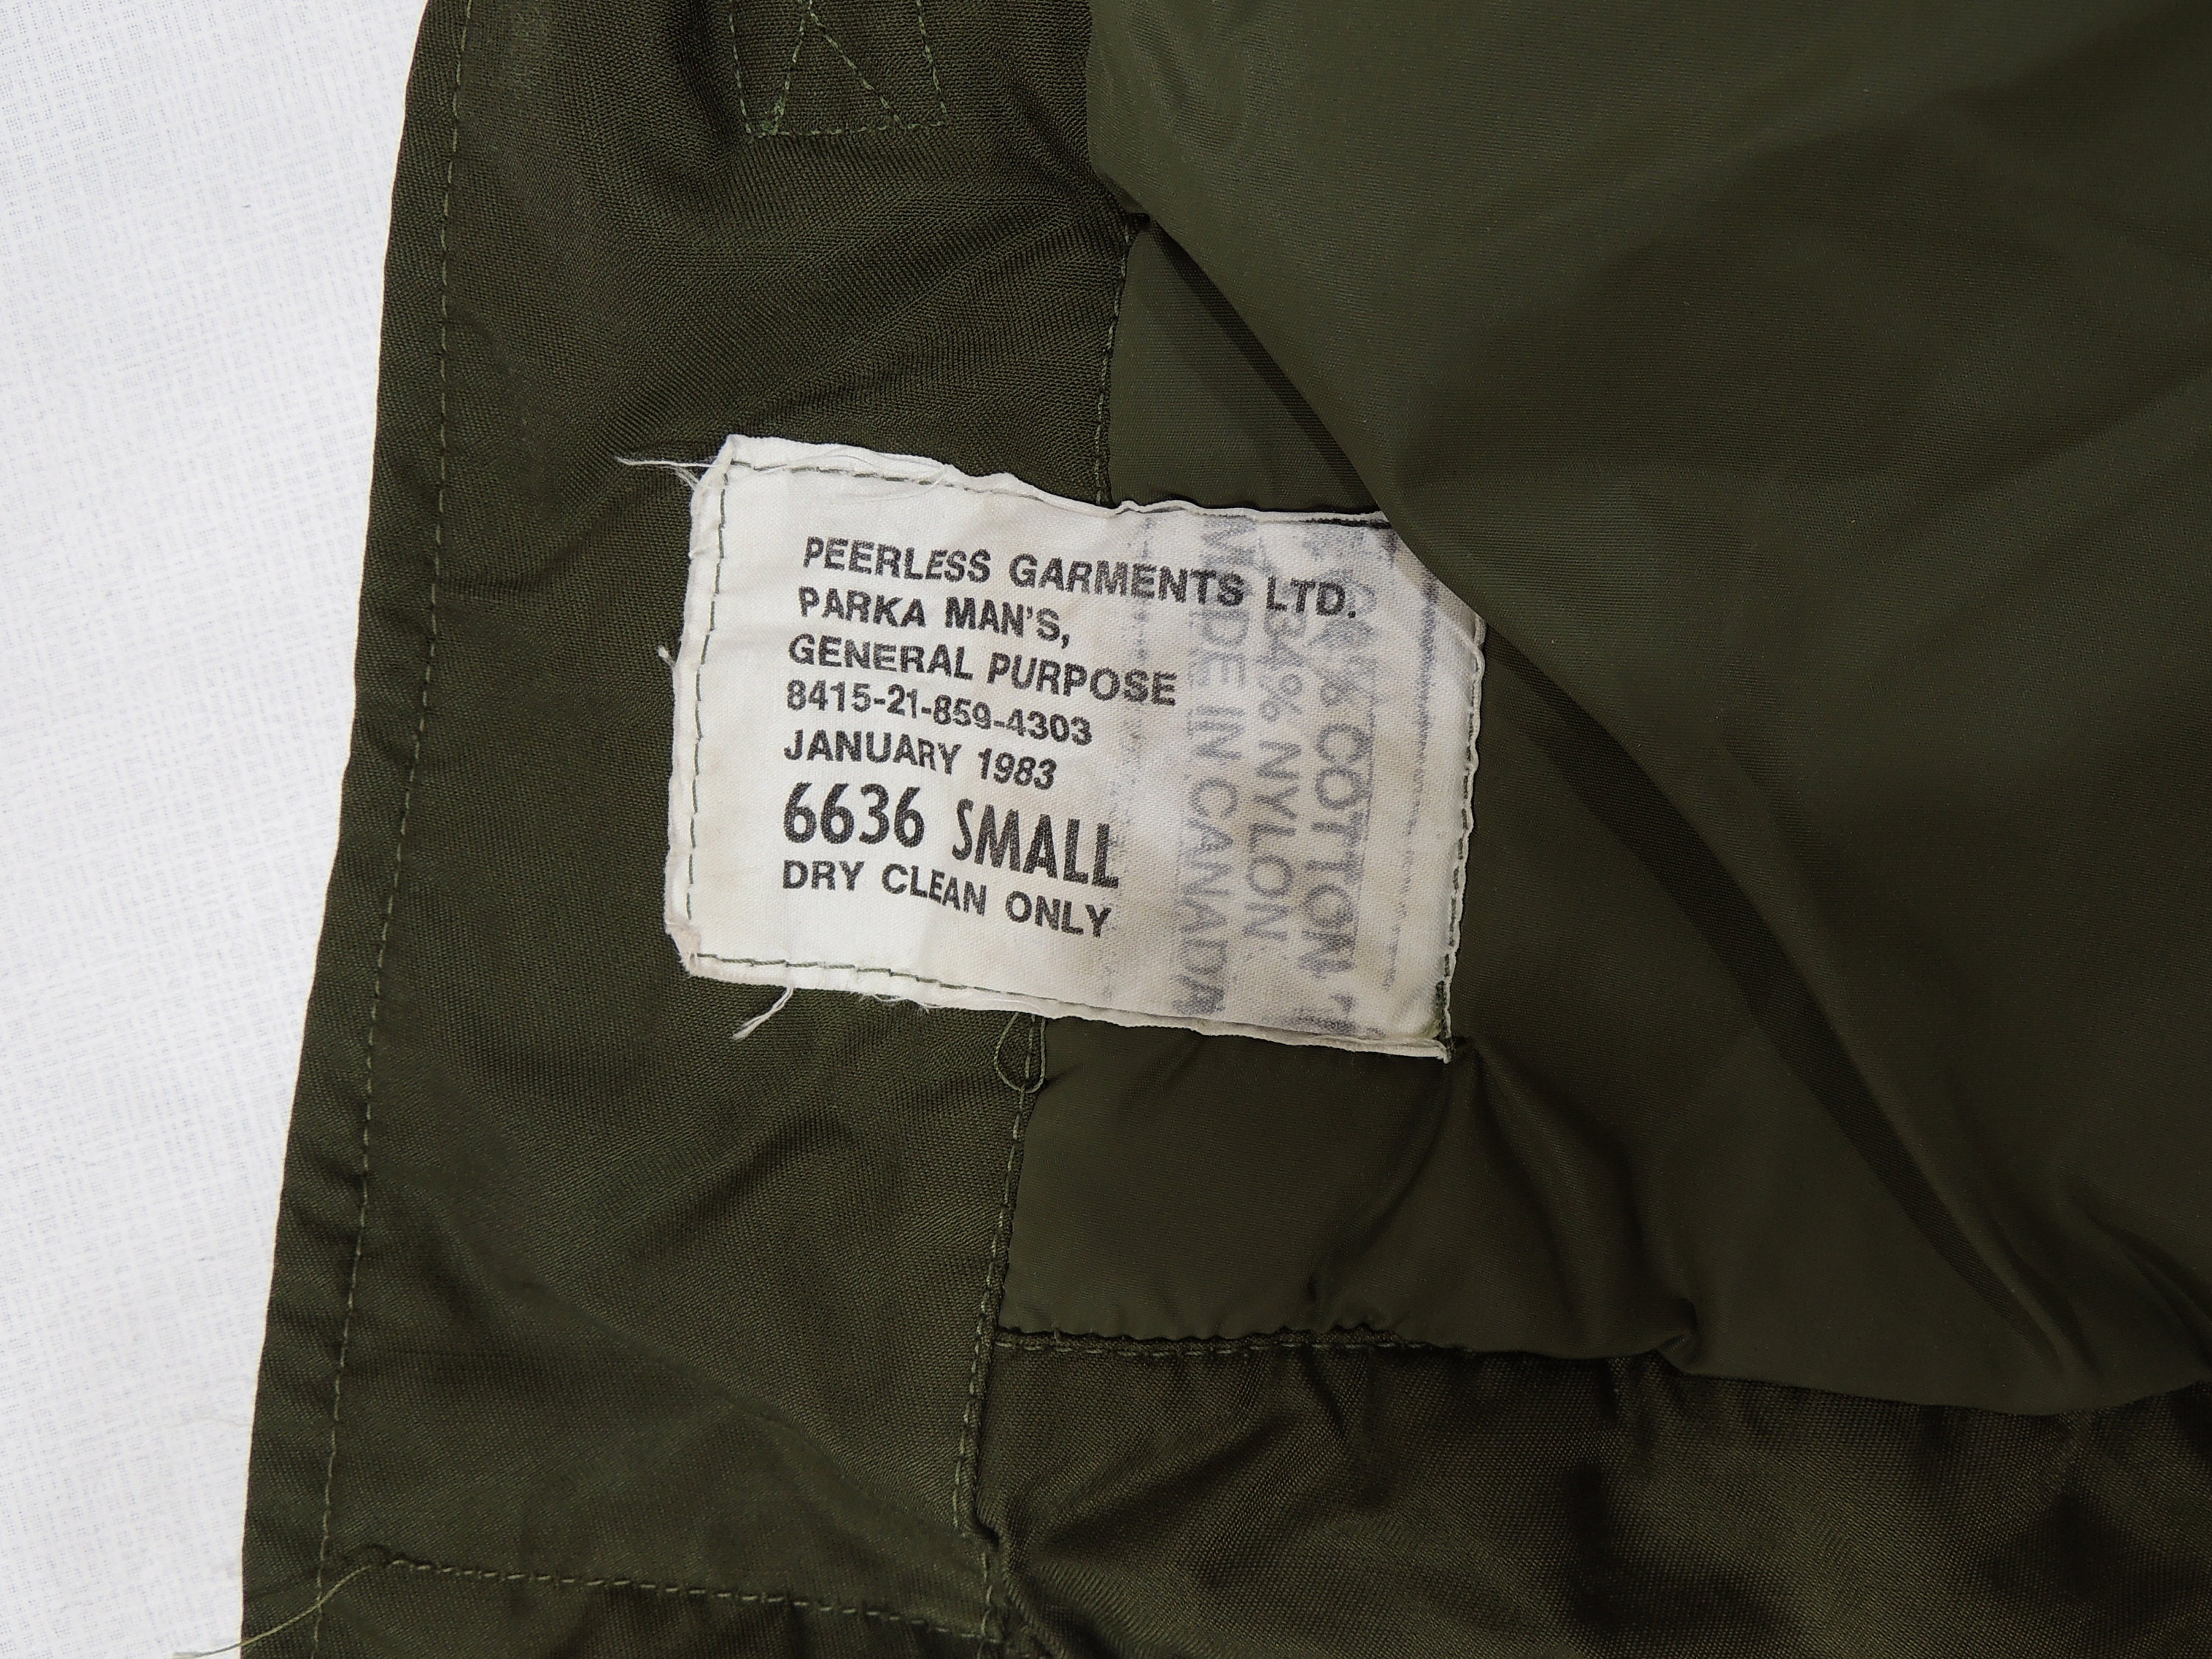 PEERLESS GARMENTS LTD.
PARKA MAN'S,
GENERAL PURPOSE
8415-21-859-4303
JANUARY 1983
6636 SMALL
DRY CLEAN ONLY
COTTON
34% NYLON
MADE IN CANADA